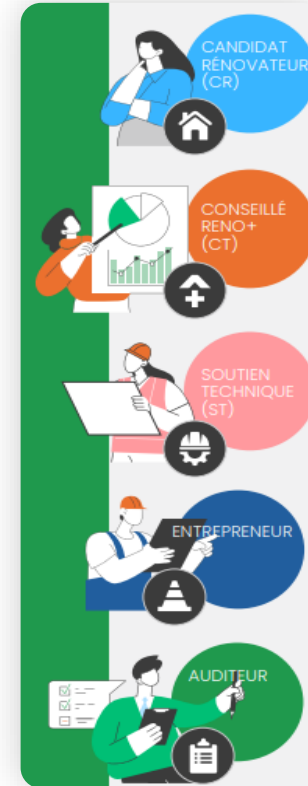 CANDIDAT
RÉNOVATEUR
(CR)
CONSEILLÉ
RENO+
(CT)
SOUTIEN
TECHNIQUE
(ST)
ENTREPRENEUR
AUDITEUR